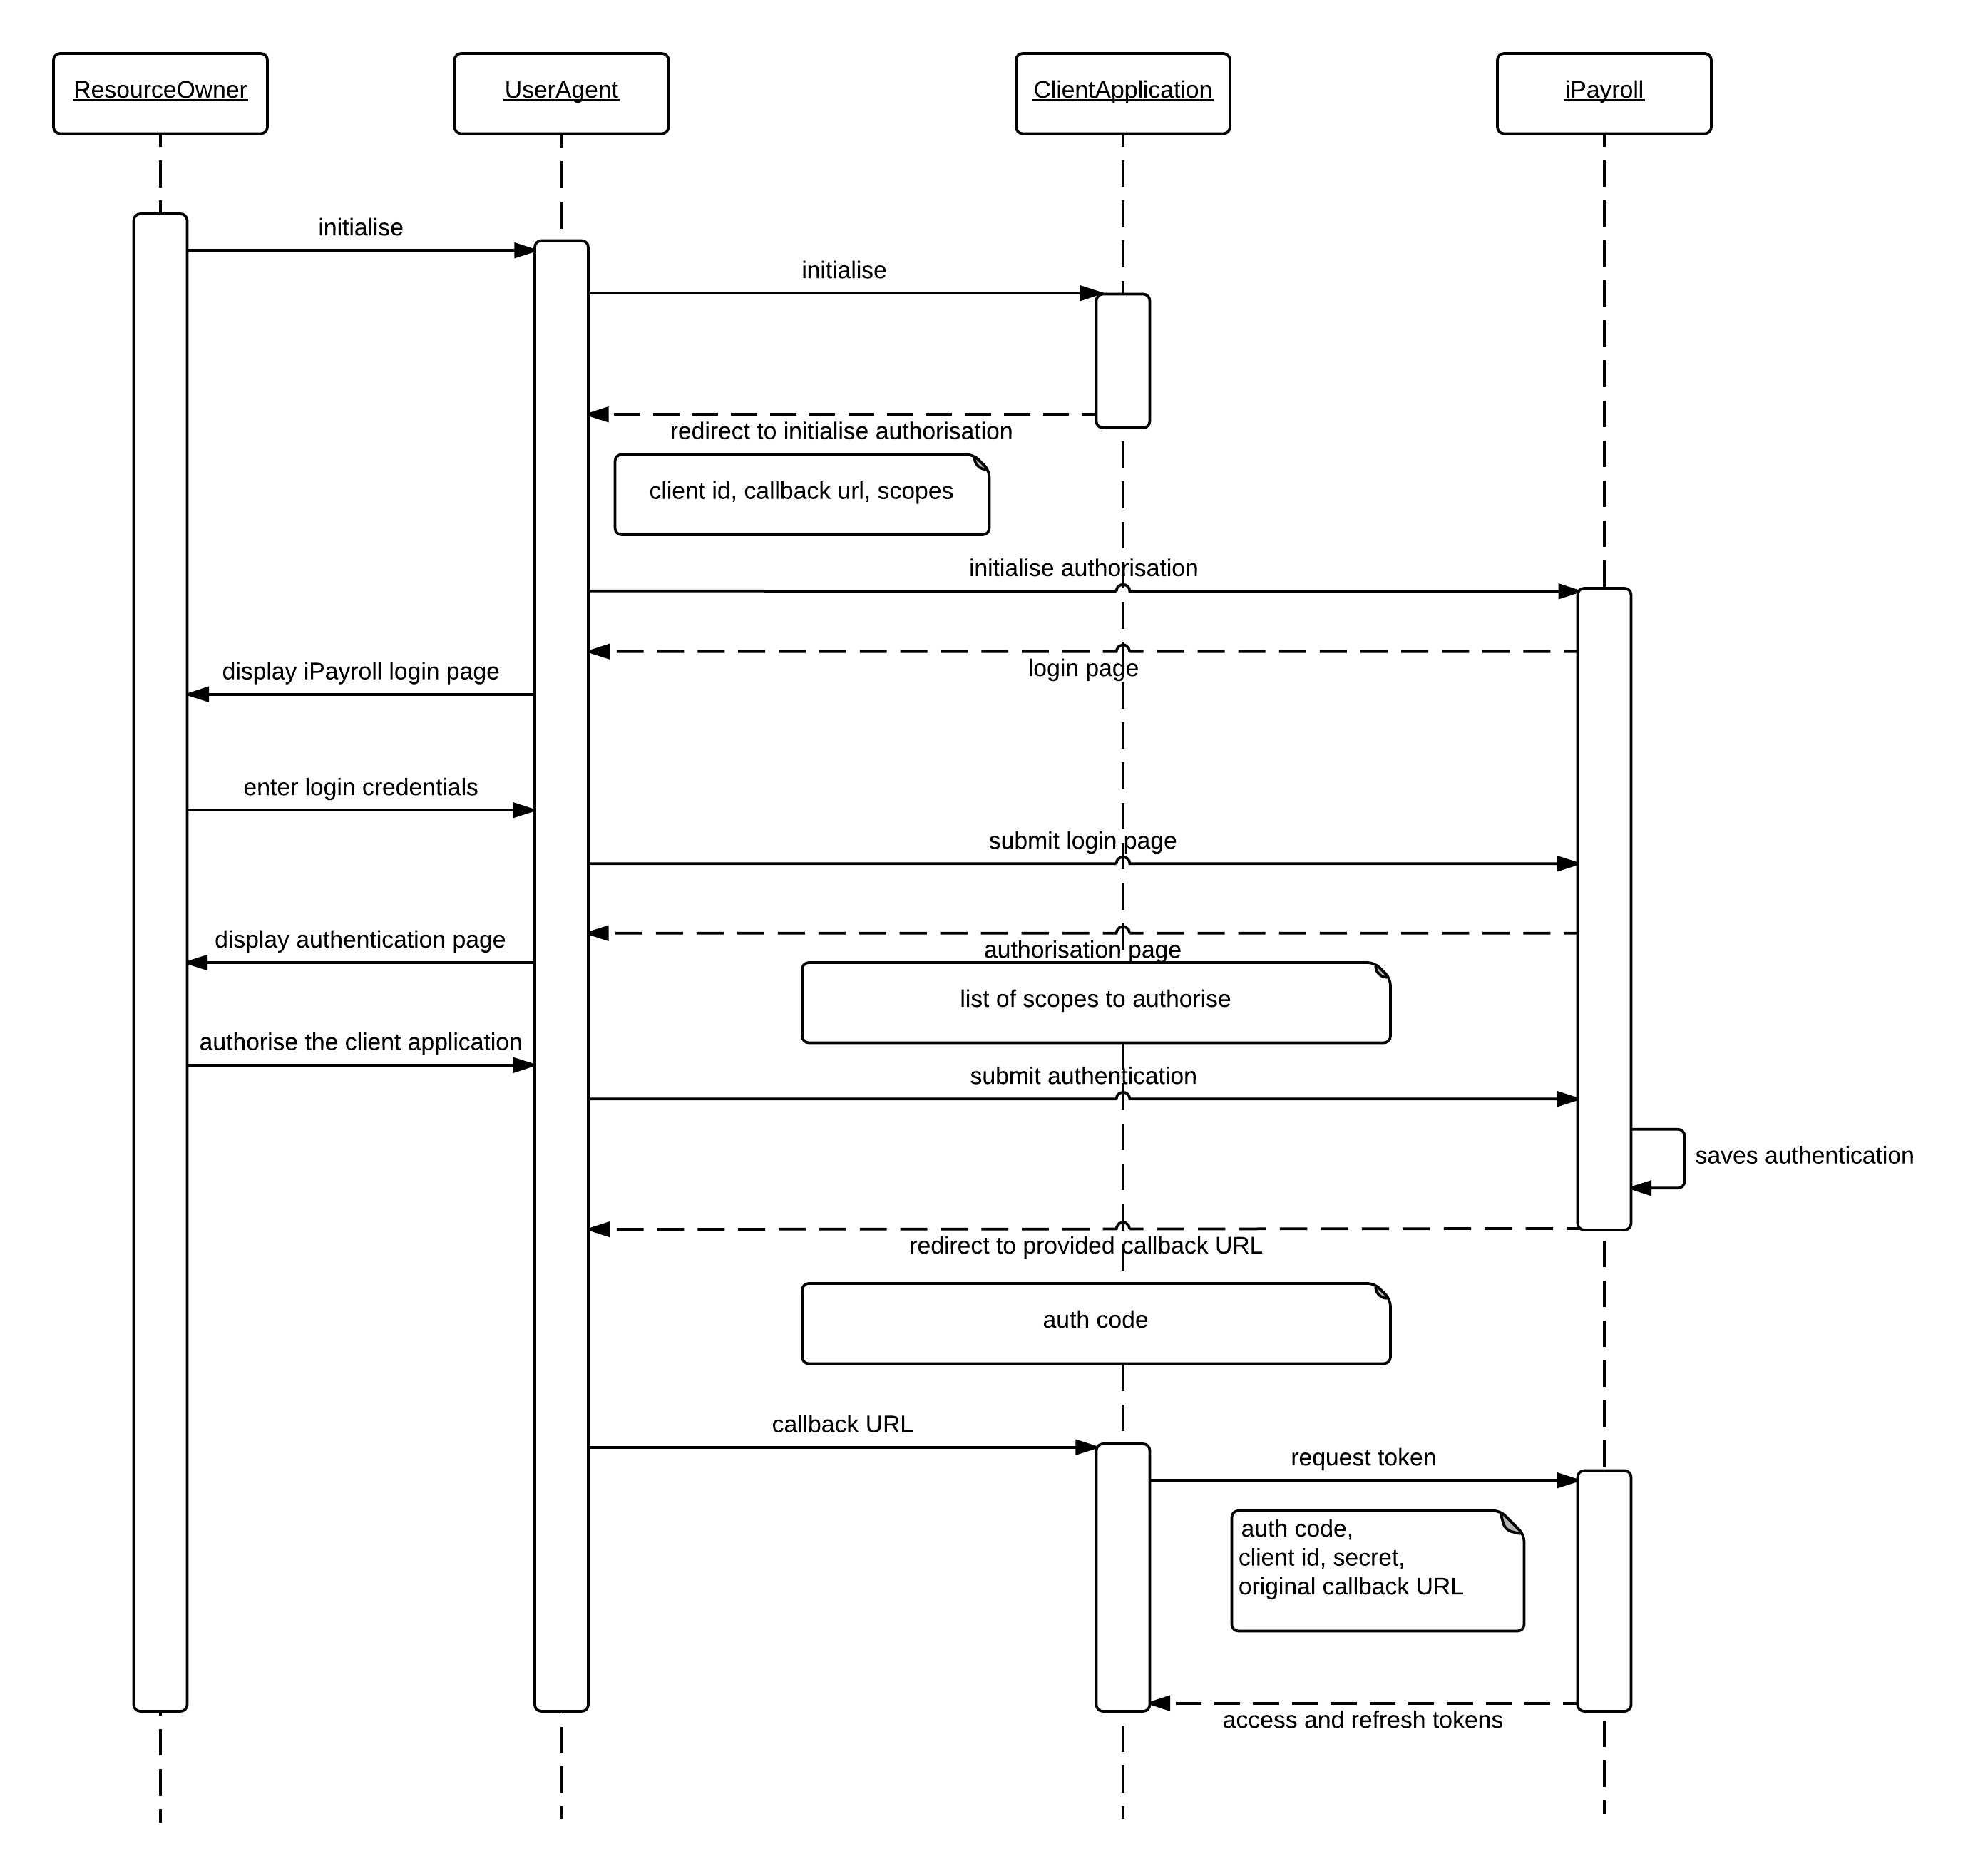 ResourceOwner
UserAgent
ClientApplication
iPayroll
initialise
initialise
redirect to initialise authorisation
client id, callback url, scopes
initialise authorisation
login page
display iPayroll login page
enter login credentials
submit login page
display authentication page
authorisation page
list of scopes to authorise
authorise the client application
submit authentication
saves authentication
redirect to provided callback URL
auth code
callback URL
request token
auth code,
client id, secret,
original callback URL
access and refresh tokens